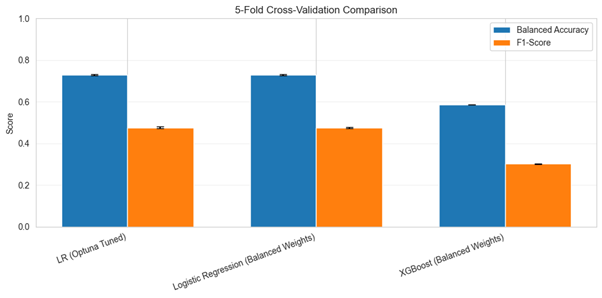 5-Fold Cross-Validation Comparison
Balanced Accuracy
F1-Score
Score
1.0
0.8
0.6
0.4
0.2
0.0
LR (Optuna Tuned)
Logistic Regression (Balanced Weights)
XGBoost (Balanced Weights)